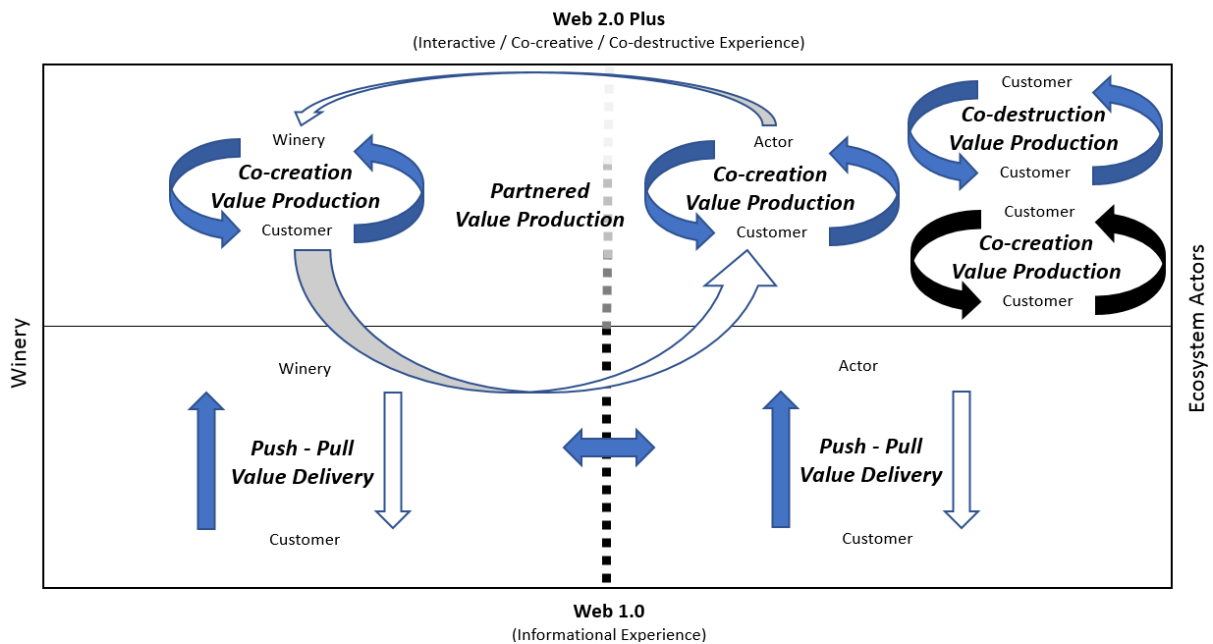 Web 2.0 Plus
(Interactive / Co-creative / Co-destructive Experience)
Winery
Co-creation
Value Production
Customer
Partnered
Value Production
Actor
Co-creation
Value Production
Customer
Customer
Co-destruction
Value Production
Customer
Customer
Co-creation
Value Production
Customer
Winery
Ecosystem Actors
Winery
Push - Pull
Value Delivery
Customer
Actor
Push - Pull
Value Delivery
Customer
Web 1.0
(Informational Experience)